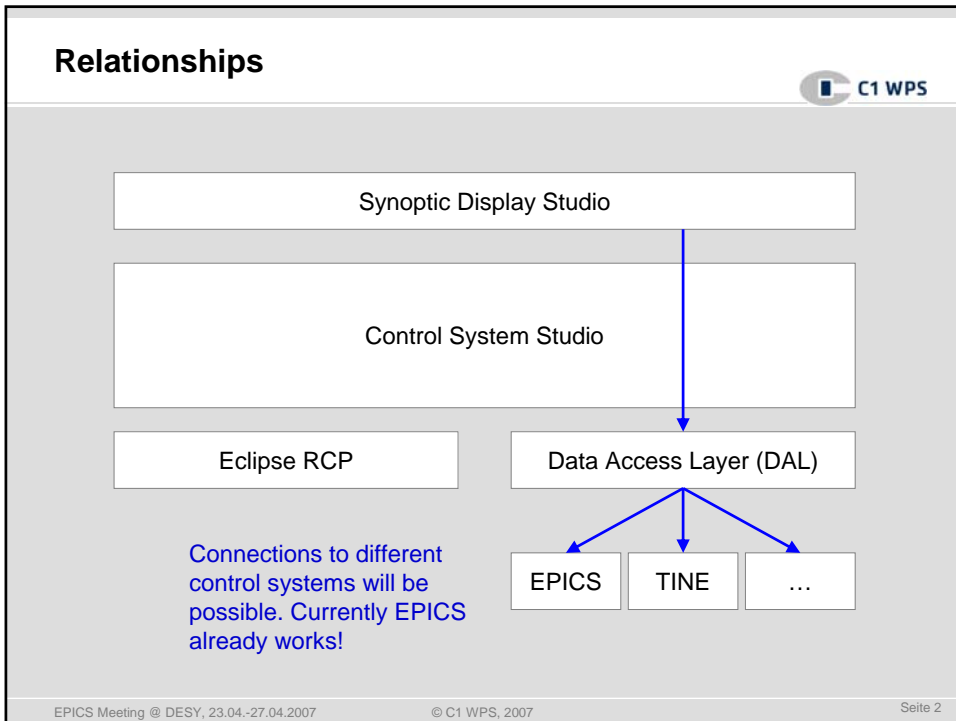 Relationships
C1 WPS
Synoptic Display Studio
Control System Studio
Eclipse RCP
Data Access Layer (DAL)
Connections to different
control systems will be
possible. Currently EPICS
already works!
EPICS
TINE
…
EPICS Meeting @ DESY, 23.04.-27.04.2007
© C1 WPS, 2007
Seite 2